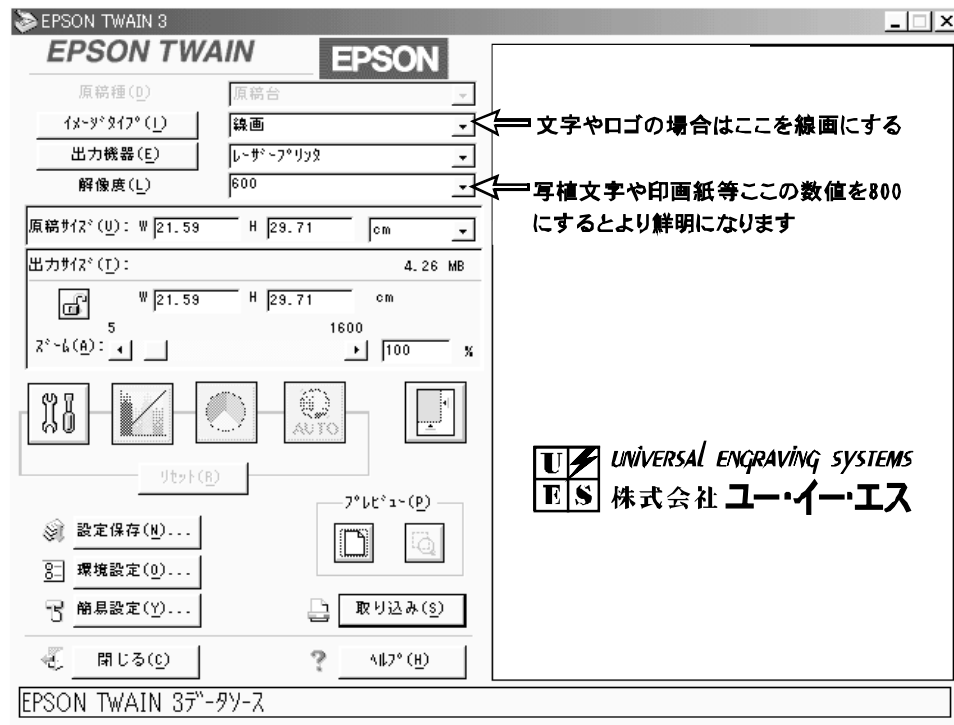 EPSON TWAIN 3
EPSON TWAIN
EPSON
原稿種(D)
原稿台
ｲﾒｰｼﾞﾀｲﾌﾟ(I)
線画
文字やロゴの場合はここを線画にする
出力機器(E)
ﾚｰｻﾞｰﾌﾟﾘﾝﾀ
解像度(L)
600
写植文字や印画紙等ここの数値を800
にするとより鮮明になります
原稿ｻｲｽﾞ(U): W 21.59 H 29.71 cm
出力ｻｲｽﾞ(T): 4.26 MB
W 21.59 H 29.71 cm
5 1600
ｽﾞｰﾑ(A): 100 %
AUTO
ﾘｾｯﾄ(R)
U
E S
UNIVERSAL ENGRAVING SYSTEMS
株式会社 ユー・イー・エス
ﾌﾟﾚﾋﾞｭｰ(P)
設定保存(N)...
環境設定(O)...
簡易設定(Y)...
取り込み(S)
閉じる(C)
ﾍﾙﾌﾟ(H)
EPSON TWAIN 3ﾃﾞｰﾀｿｰｽ